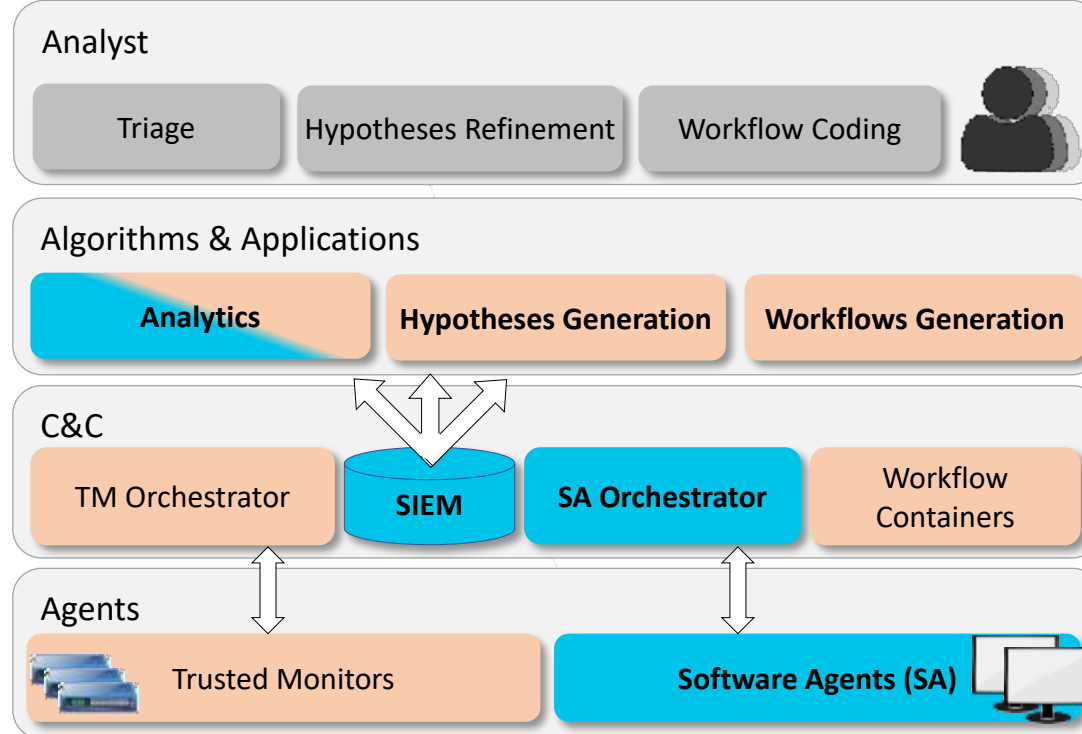 Analyst
Triage
Hypotheses Refinement
Workflow Coding
Algorithms & Applications
Analytics
Hypotheses Generation
Workflows Generation
C&C
TM Orchestrator
SIEM
SA Orchestrator
Workflow
Containers
Agents
Trusted Monitors
Software Agents (SA)